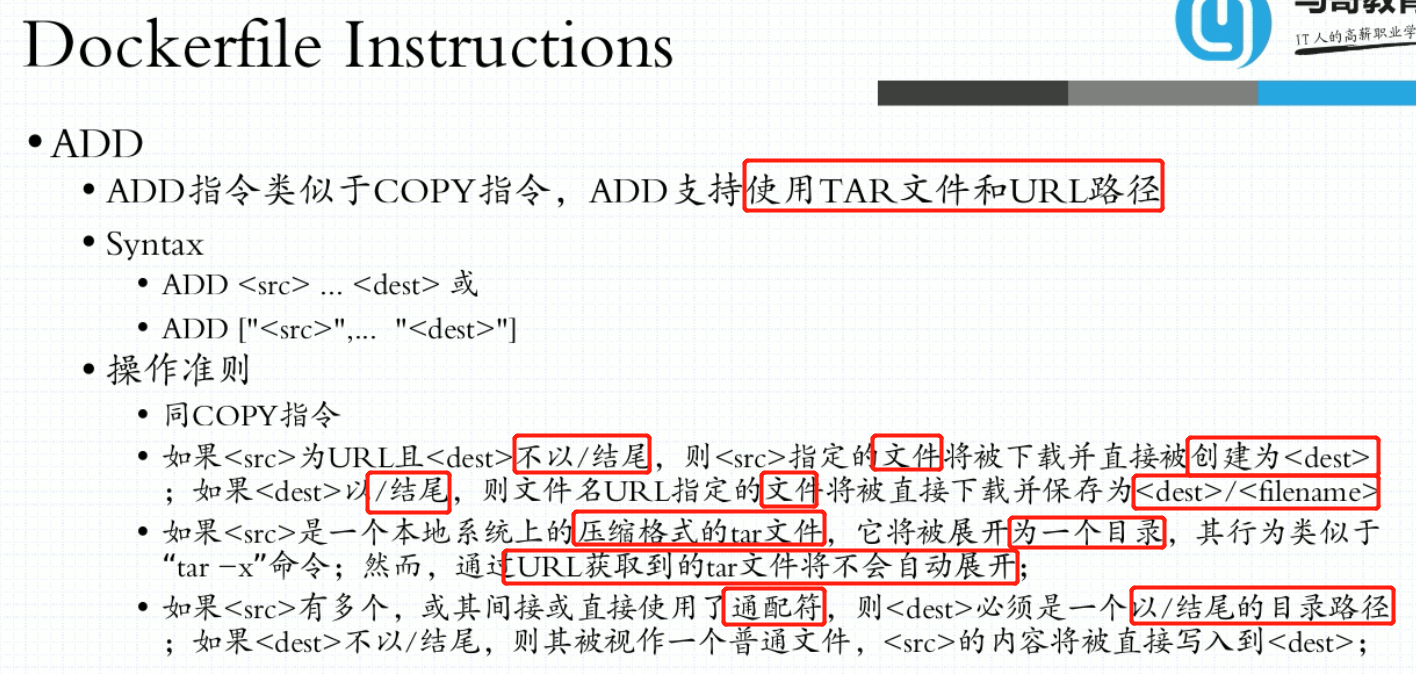 Dockerfile Instructions
IT人的高薪职业学
• ADD
• ADD指令类似于COPY指令，ADD支持使用TAR文件和URL路径
• Syntax
• ADD <src> ... <dest> 或
• ADD ["<src>",... "<dest>"]
• 操作准则
• 同COPY指令
• 如果<src>为URL且<dest>不以/结尾，则<src>指定的文件将被下载并直接被创建为<dest>
；如果<dest>以/结尾，则文件名URL指定的文件将被直接下载并保存为<dest>/<filename>
• 如果<src>是一个本地系统上的压缩格式的tar文件，它将被展开为一个目录，其行为类似于
“tar –x”命令；然而，通过URL获取到的tar文件将不会自动展开；
• 如果<src>有多个，或其间接或直接使用了通配符，则<dest>必须是一个以/结尾的目录路径
；如果<dest>不以/结尾，则其被视作一个普通文件，<src>的内容将被直接写入到<dest>；